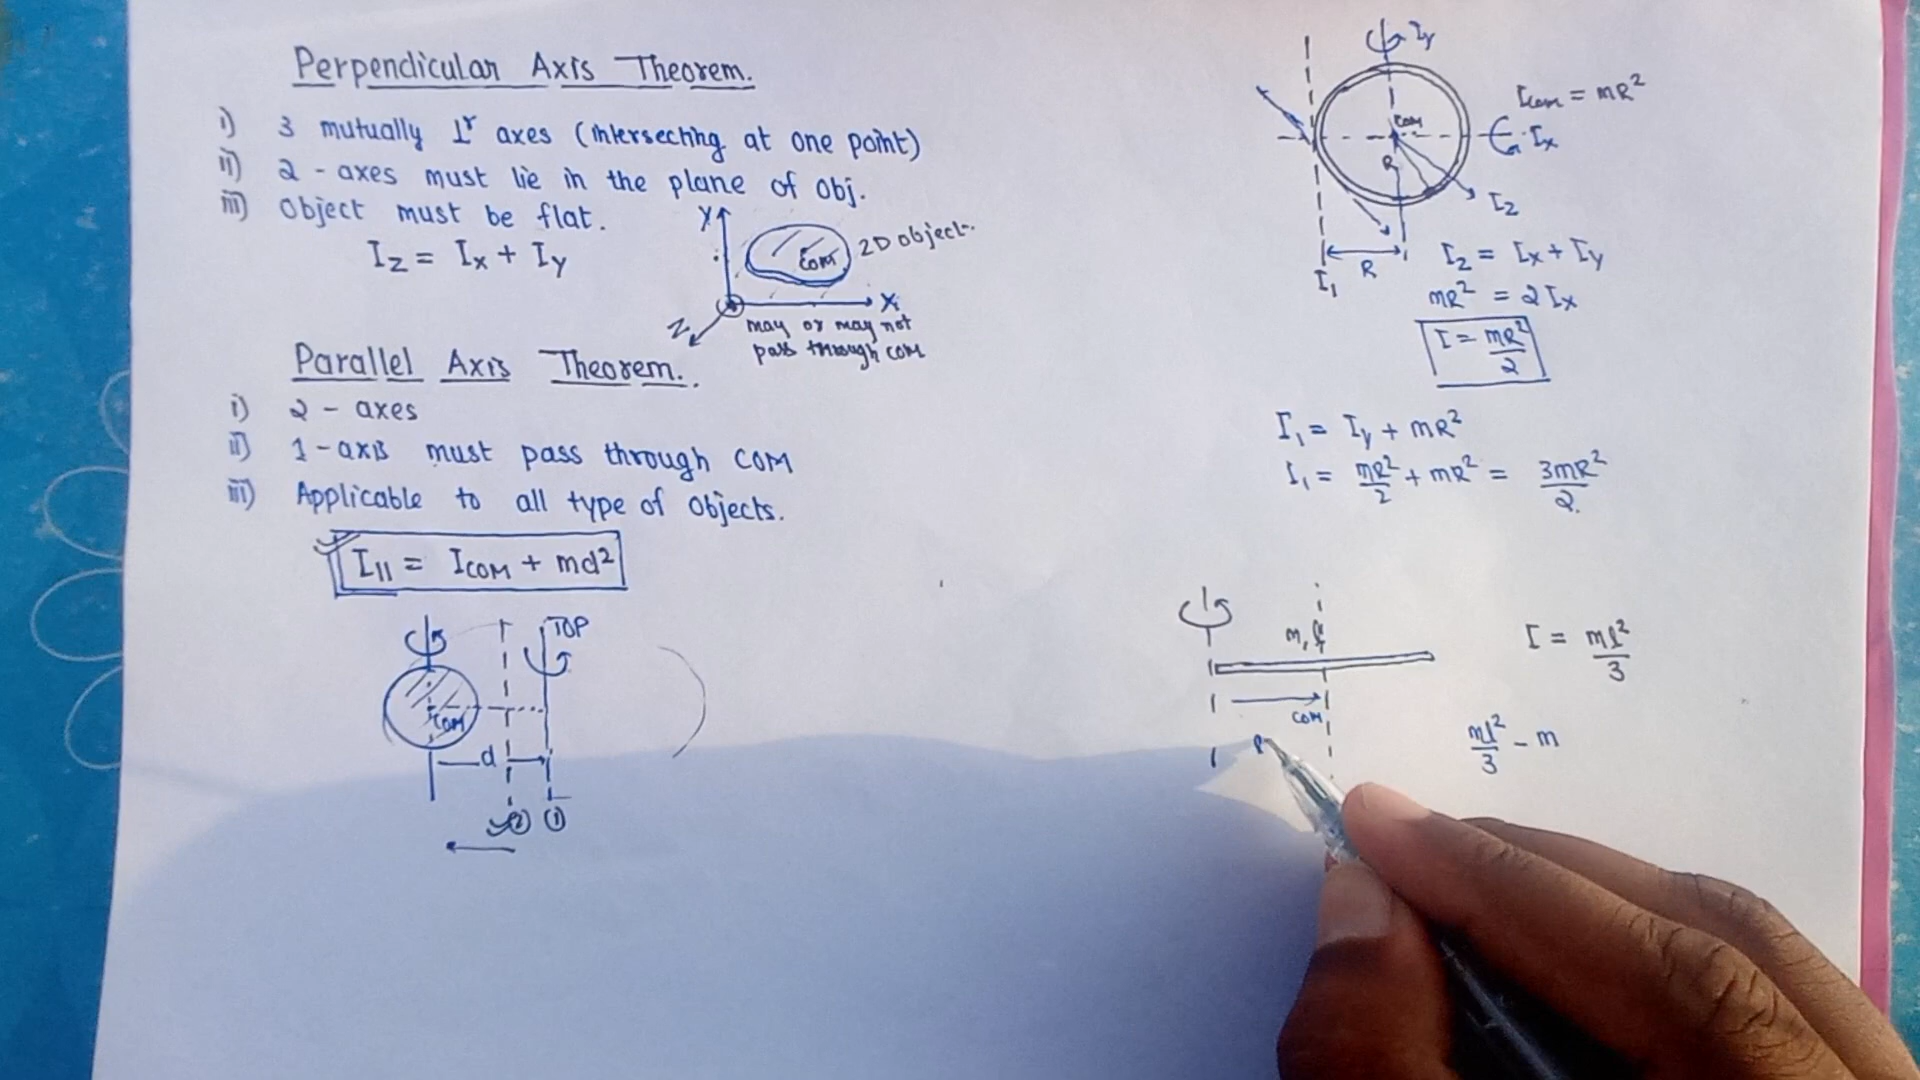 Perpendicular Axis Theorem.
i) 3 mutually ⊥r axes (intersecting at one point)
ii) 2 - axes must lie in the plane of obj.
iii) Object must be flat.
Iz = Ix + Iy
Y
COM
2D object.
X
Z
may or may not
pass through COM
Parallel Axis Theorem.
i) 2 - axes
ii) 1 - axis must pass through COM
iii) Applicable to all type of Objects.
I|| = ICOM + md²
TOP
COM
d
② ①
Iy
Icom = mR²
COM
Ix
R
Iz
R
I₁
Iz = Ix + Iy
mR² = 2Ix
I = mR²/2
I₁ = Iy + mR²
I₁ = mR²/2 + mR² = 3mR²/2
m, l
I = ml²/3
COM
ml²/3 - m